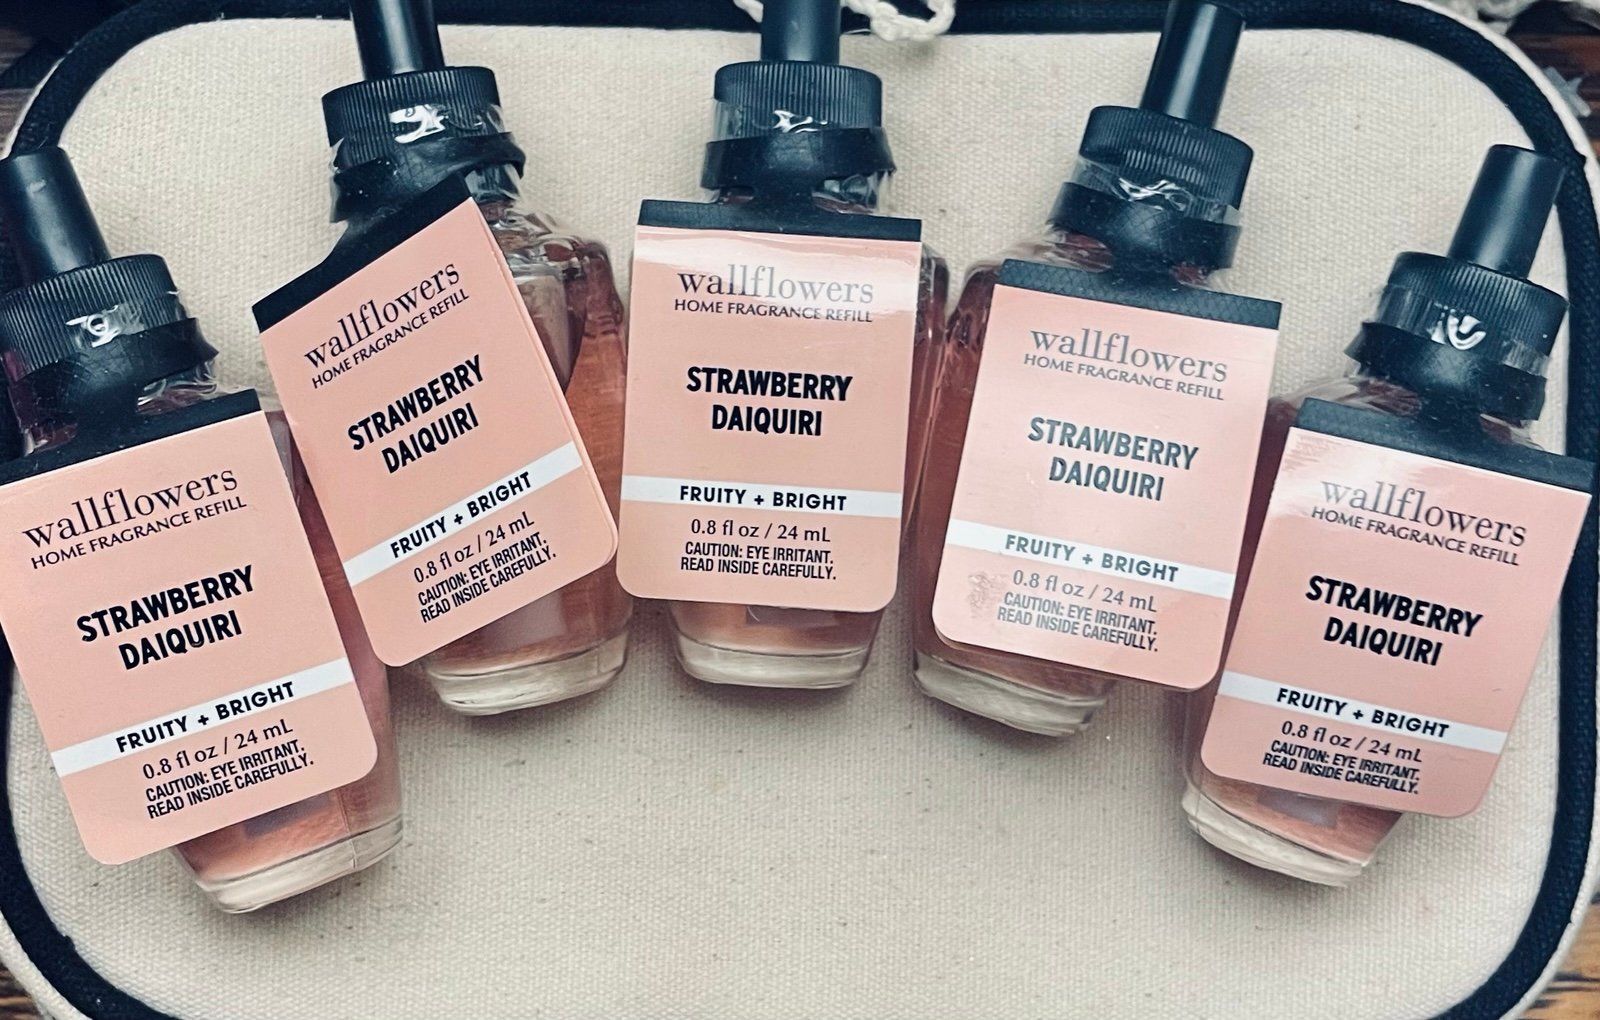 wallflowers
HOME FRAGRANCE REFILL
STRAWBERRY
DAIQUIRI
FRUITY + BRIGHT
0.8 fl oz / 24 mL
CAUTION: EYE IRRITANT.
READ INSIDE CAREFULLY.
wallflowers
HOME FRAGRANCE REFILL
STRAWBERRY
DAIQUIRI
FRUITY + BRIGHT
0.8 fl oz / 24 mL
CAUTION: EYE IRRITANT.
READ INSIDE CAREFULLY.
wallflowers
HOME FRAGRANCE REFILL
STRAWBERRY
DAIQUIRI
FRUITY + BRIGHT
0.8 fl oz / 24 mL
CAUTION: EYE IRRITANT.
READ INSIDE CAREFULLY.
wallflowers
HOME FRAGRANCE REFILL
STRAWBERRY
DAIQUIRI
FRUITY + BRIGHT
0.8 fl oz / 24 mL
CAUTION: EYE IRRITANT.
READ INSIDE CAREFULLY.
wallflowers
HOME FRAGRANCE REFILL
STRAWBERRY
DAIQUIRI
FRUITY + BRIGHT
0.8 fl oz / 24 mL
CAUTION: EYE IRRITANT.
READ INSIDE CAREFULLY.